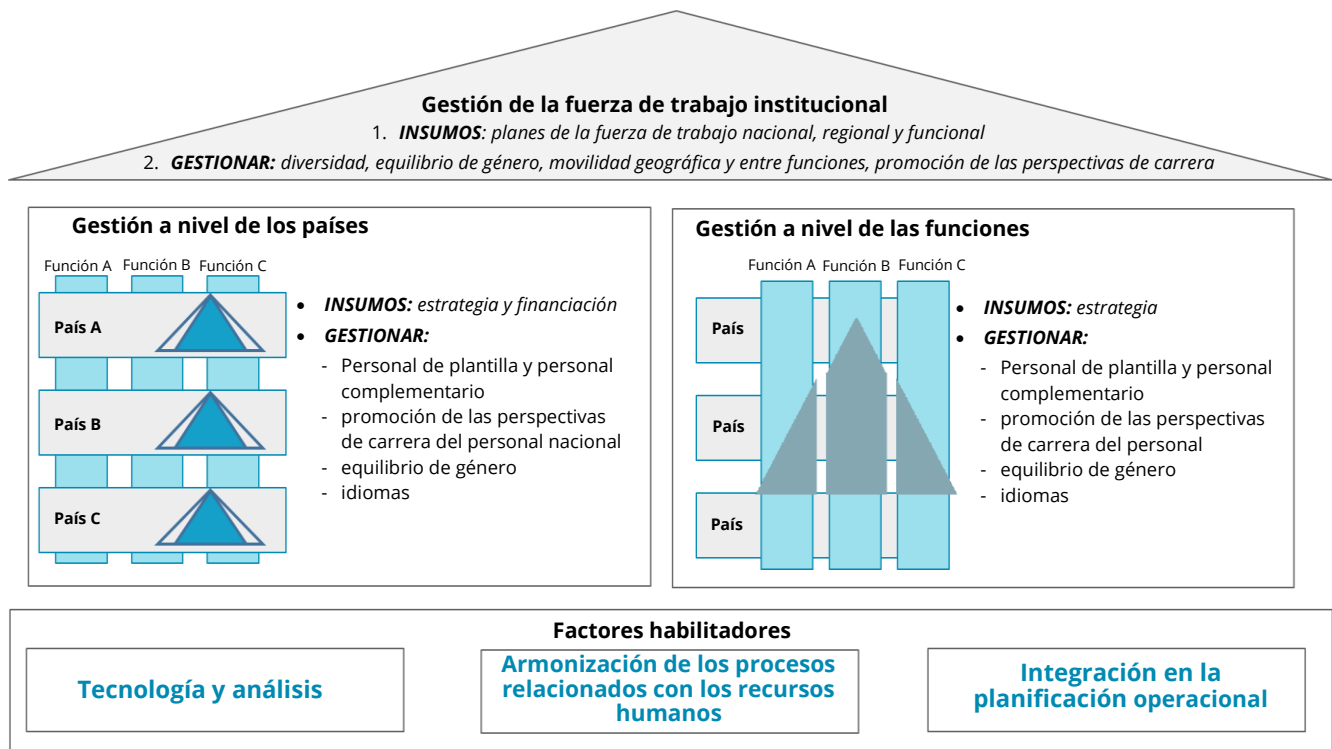 Gestión de la fuerza de trabajo institucional
1. INSUMOS: planes de la fuerza de trabajo nacional, regional y funcional
2. GESTIONAR: diversidad, equilibrio de género, movilidad geográfica y entre funciones, promoción de las perspectivas de carrera
Gestión a nivel de los países
Función A Función B Función C
País A
País B
País C
• INSUMOS: estrategia y financiación
• GESTIONAR:
- Personal de plantilla y personal
complementario
- promoción de las perspectivas
de carrera del personal nacional
- equilibrio de género
- idiomas
Gestión a nivel de las funciones
Función A Función B Función C
País
País
País
• INSUMOS: estrategia
• GESTIONAR:
- Personal de plantilla y personal
complementario
- promoción de las perspectivas
de carrera del personal
- equilibrio de género
- idiomas
Factores habilitadores
Tecnología y análisis
Armonización de los procesos
relacionados con los recursos
humanos
Integración en la
planificación operacional